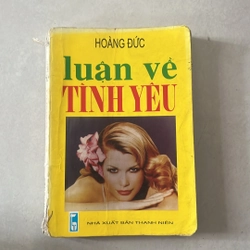 HOÀNG ĐỨC
luận về
TÌNH YÊU
NHÀ XUẤT BẢN THANH NIÊN